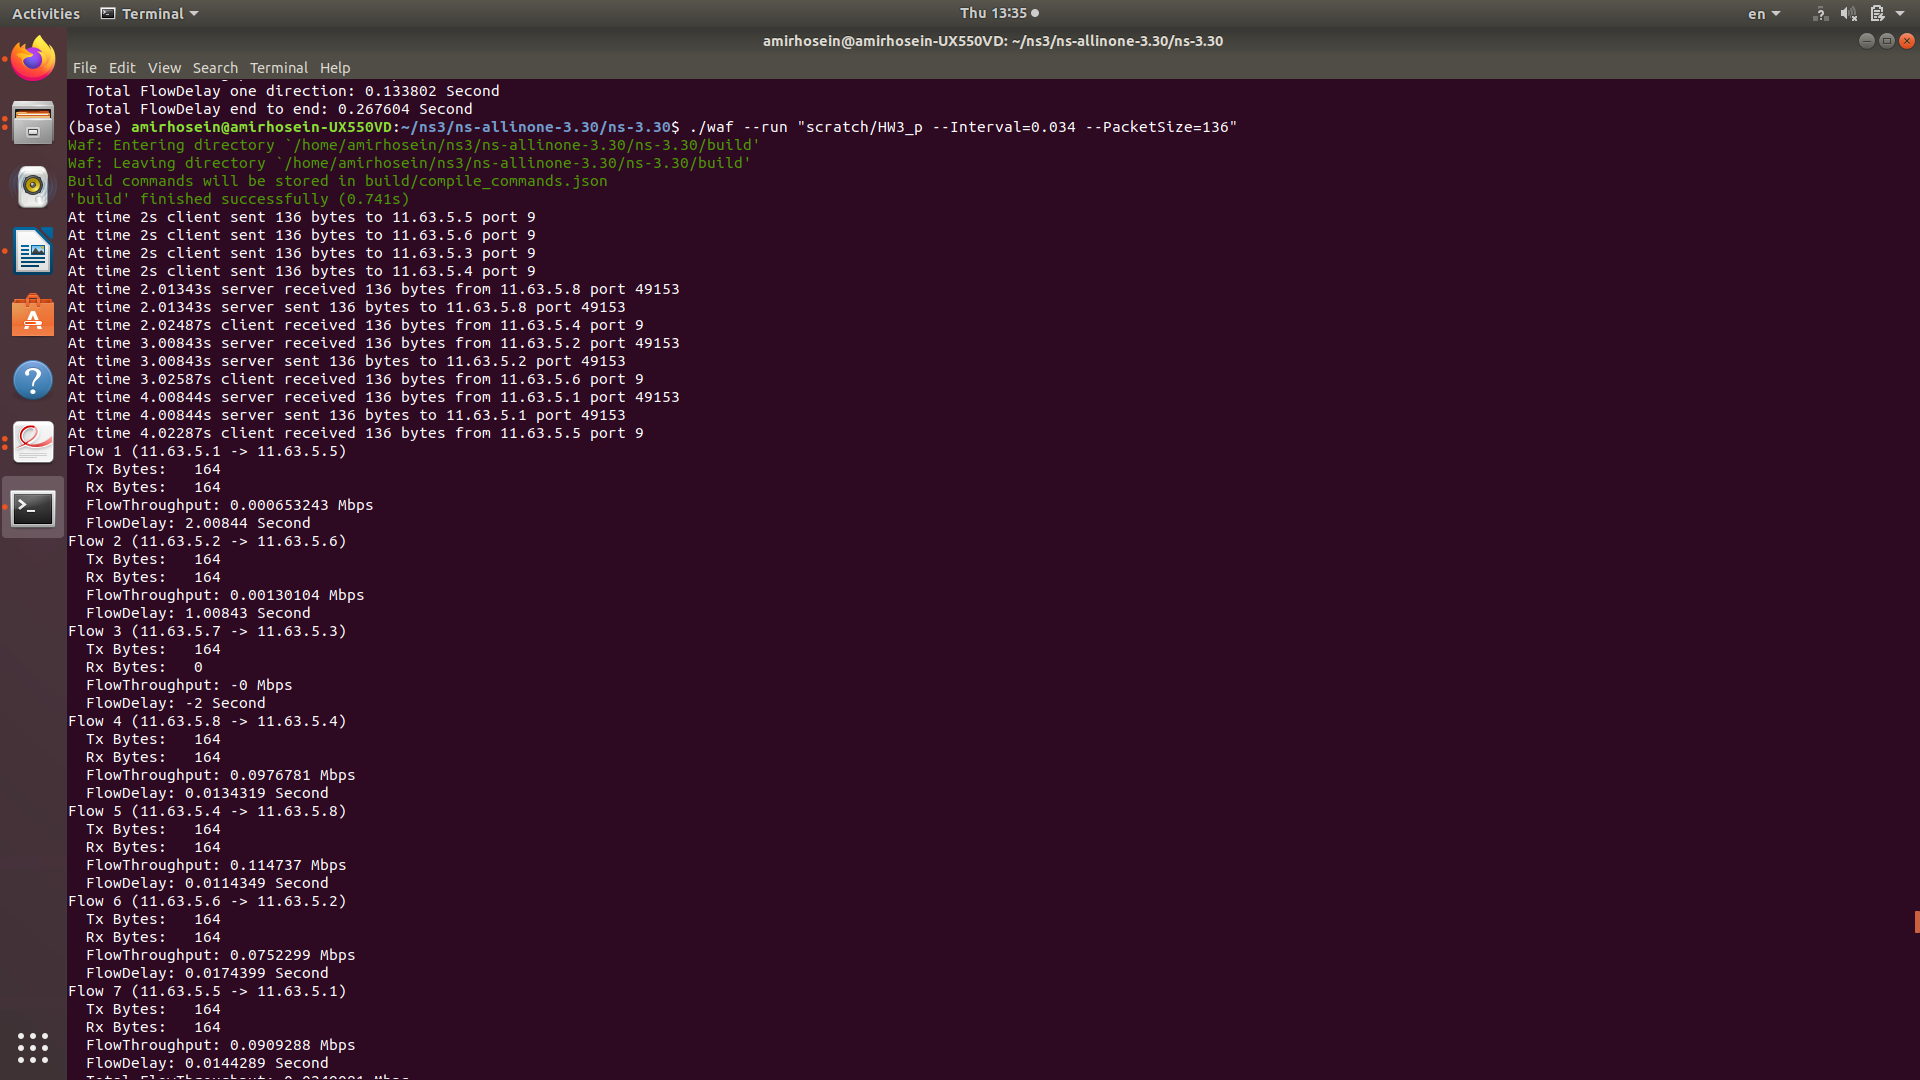 Activities Terminal Thu 13:35 en
amirhosein@amirhosein-UX550VD: ~/ns3/ns-allinone-3.30/ns-3.30
File Edit View Search Terminal Help
  Total FlowDelay one direction: 0.133802 Second
  Total FlowDelay end to end: 0.267604 Second
(base) amirhosein@amirhosein-UX550VD:~/ns3/ns-allinone-3.30/ns-3.30$ ./waf --run "scratch/HW3_p --Interval=0.034 --PacketSize=136"
Waf: Entering directory `/home/amirhosein/ns3/ns-allinone-3.30/ns-3.30/build'
Waf: Leaving directory `/home/amirhosein/ns3/ns-allinone-3.30/ns-3.30/build'
Build commands will be stored in build/compile_commands.json
'build' finished successfully (0.741s)
At time 2s client sent 136 bytes to 11.63.5.5 port 9
At time 2s client sent 136 bytes to 11.63.5.6 port 9
At time 2s client sent 136 bytes to 11.63.5.3 port 9
At time 2s client sent 136 bytes to 11.63.5.4 port 9
At time 2.01343s server received 136 bytes from 11.63.5.8 port 49153
At time 2.01343s server sent 136 bytes to 11.63.5.8 port 49153
At time 2.02487s client received 136 bytes from 11.63.5.4 port 9
At time 3.00843s server received 136 bytes from 11.63.5.2 port 49153
At time 3.00843s server sent 136 bytes to 11.63.5.2 port 49153
At time 3.02587s client received 136 bytes from 11.63.5.6 port 9
At time 4.00844s server received 136 bytes from 11.63.5.1 port 49153
At time 4.00844s server sent 136 bytes to 11.63.5.1 port 49153
At time 4.02287s client received 136 bytes from 11.63.5.5 port 9
Flow 1 (11.63.5.1 -> 11.63.5.5)
  Tx Bytes:   164
  Rx Bytes:   164
  FlowThroughput: 0.000653243 Mbps
  FlowDelay: 2.00844 Second
Flow 2 (11.63.5.2 -> 11.63.5.6)
  Tx Bytes:   164
  Rx Bytes:   164
  FlowThroughput: 0.00130104 Mbps
  FlowDelay: 1.00843 Second
Flow 3 (11.63.5.7 -> 11.63.5.3)
  Tx Bytes:   164
  Rx Bytes:   0
  FlowThroughput: -0 Mbps
  FlowDelay: -2 Second
Flow 4 (11.63.5.8 -> 11.63.5.4)
  Tx Bytes:   164
  Rx Bytes:   164
  FlowThroughput: 0.0976781 Mbps
  FlowDelay: 0.0134319 Second
Flow 5 (11.63.5.4 -> 11.63.5.8)
  Tx Bytes:   164
  Rx Bytes:   164
  FlowThroughput: 0.114737 Mbps
  FlowDelay: 0.0114349 Second
Flow 6 (11.63.5.6 -> 11.63.5.2)
  Tx Bytes:   164
  Rx Bytes:   164
  FlowThroughput: 0.0752299 Mbps
  FlowDelay: 0.0174399 Second
Flow 7 (11.63.5.5 -> 11.63.5.1)
  Tx Bytes:   164
  Rx Bytes:   164
  FlowThroughput: 0.0909288 Mbps
  FlowDelay: 0.0144289 Second